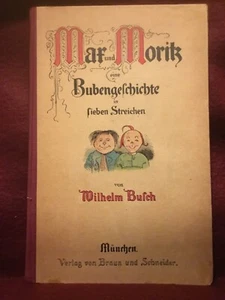 Max und Moritz
eine
Bubengeschichte
in
sieben Streichen
von
Wilhelm Busch
München.
Verlag von Braun und Schneider.